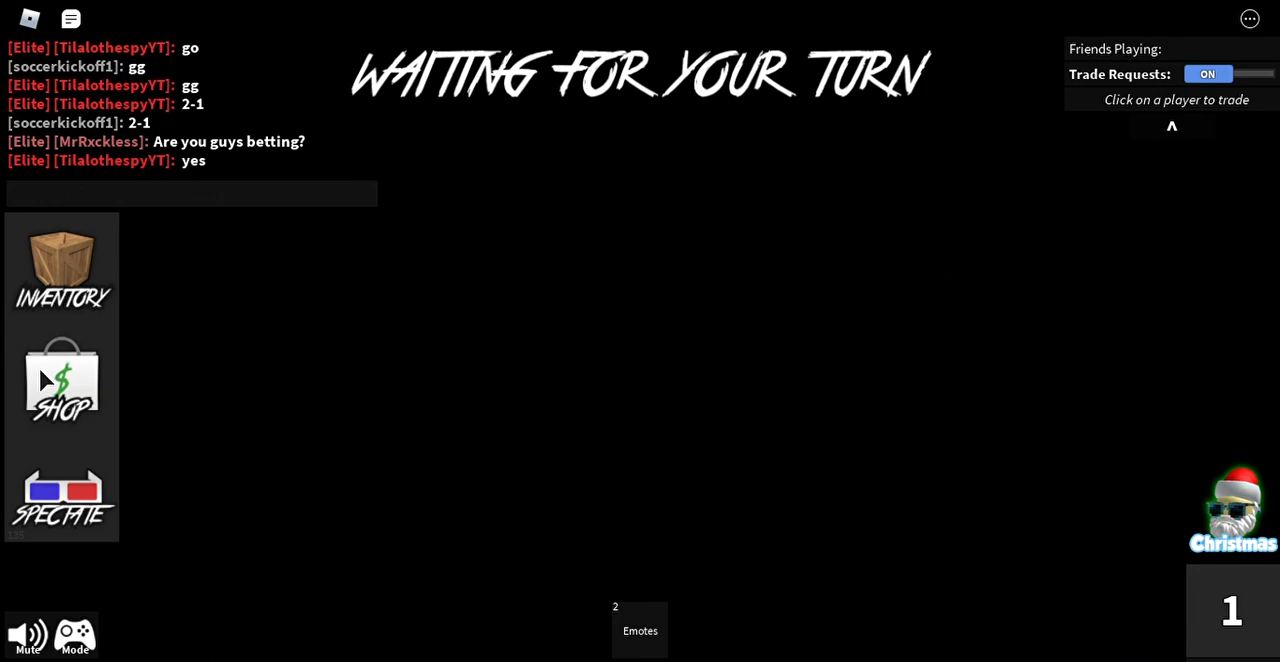 [Elite] [TilalothespyYT]: go
[soccerkickoff1]: gg
[Elite] [TilalothespyYT]: gg
[Elite] [TilalothespyYT]: 2-1
[soccerkickoff1]: 2-1
[Elite] [MrRxckless]: Are you guys betting?
[Elite] [TilalothespyYT]: yes
WAITING FOR YOUR TURN
Friends Playing:
Trade Requests: ON
Click on a player to trade
^
INVENTORY
$
SHOP
SPECTATE
135
Christmas
1
2
Emotes
Mute
Mode